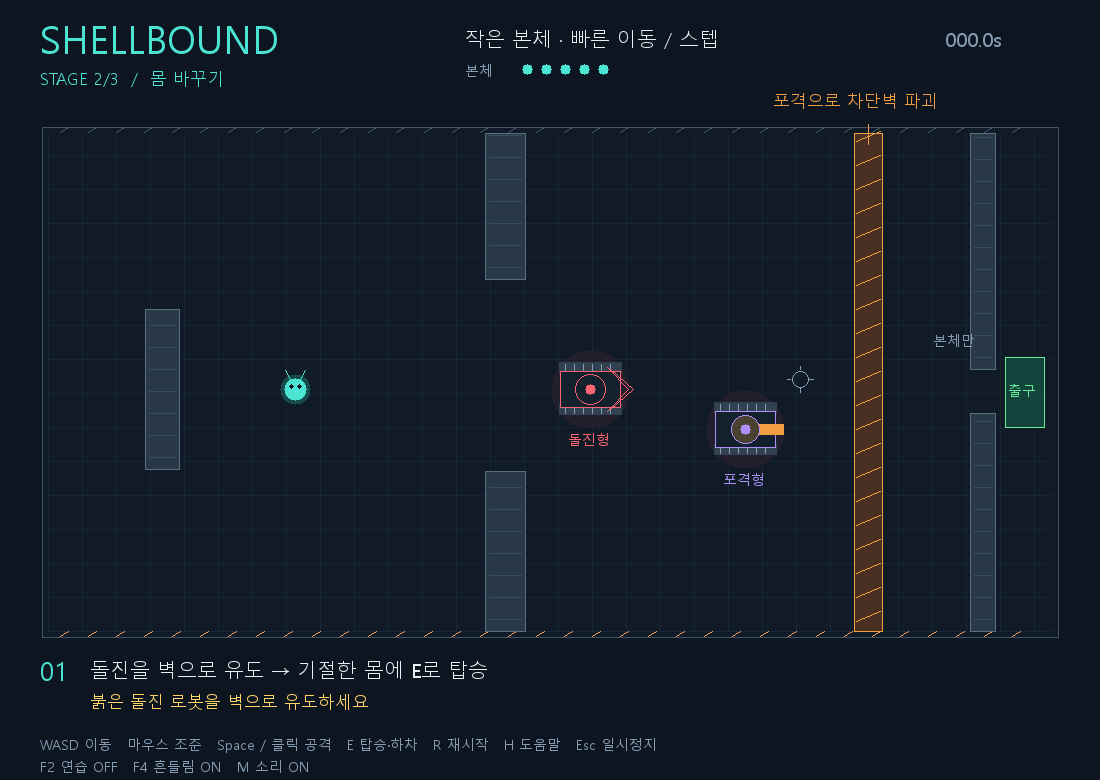 SHELLBOUND
작은 본체 · 빠른 이동 / 스텝
000.0s
STAGE 2/3 / 몸 바꾸기
본체
포격으로 차단벽 파괴
본체만
출구
돌진형
포격형
01 돌진을 벽으로 유도 → 기절한 몸에 E로 탑승
붉은 돌진 로봇을 벽으로 유도하세요
WASD 이동 마우스 조준 Space / 클릭 공격 E 탑승·하차 R 재시작 H 도움말 Esc 일시정지
F2 연습 OFF F4 흔들림 ON M 소리 ON